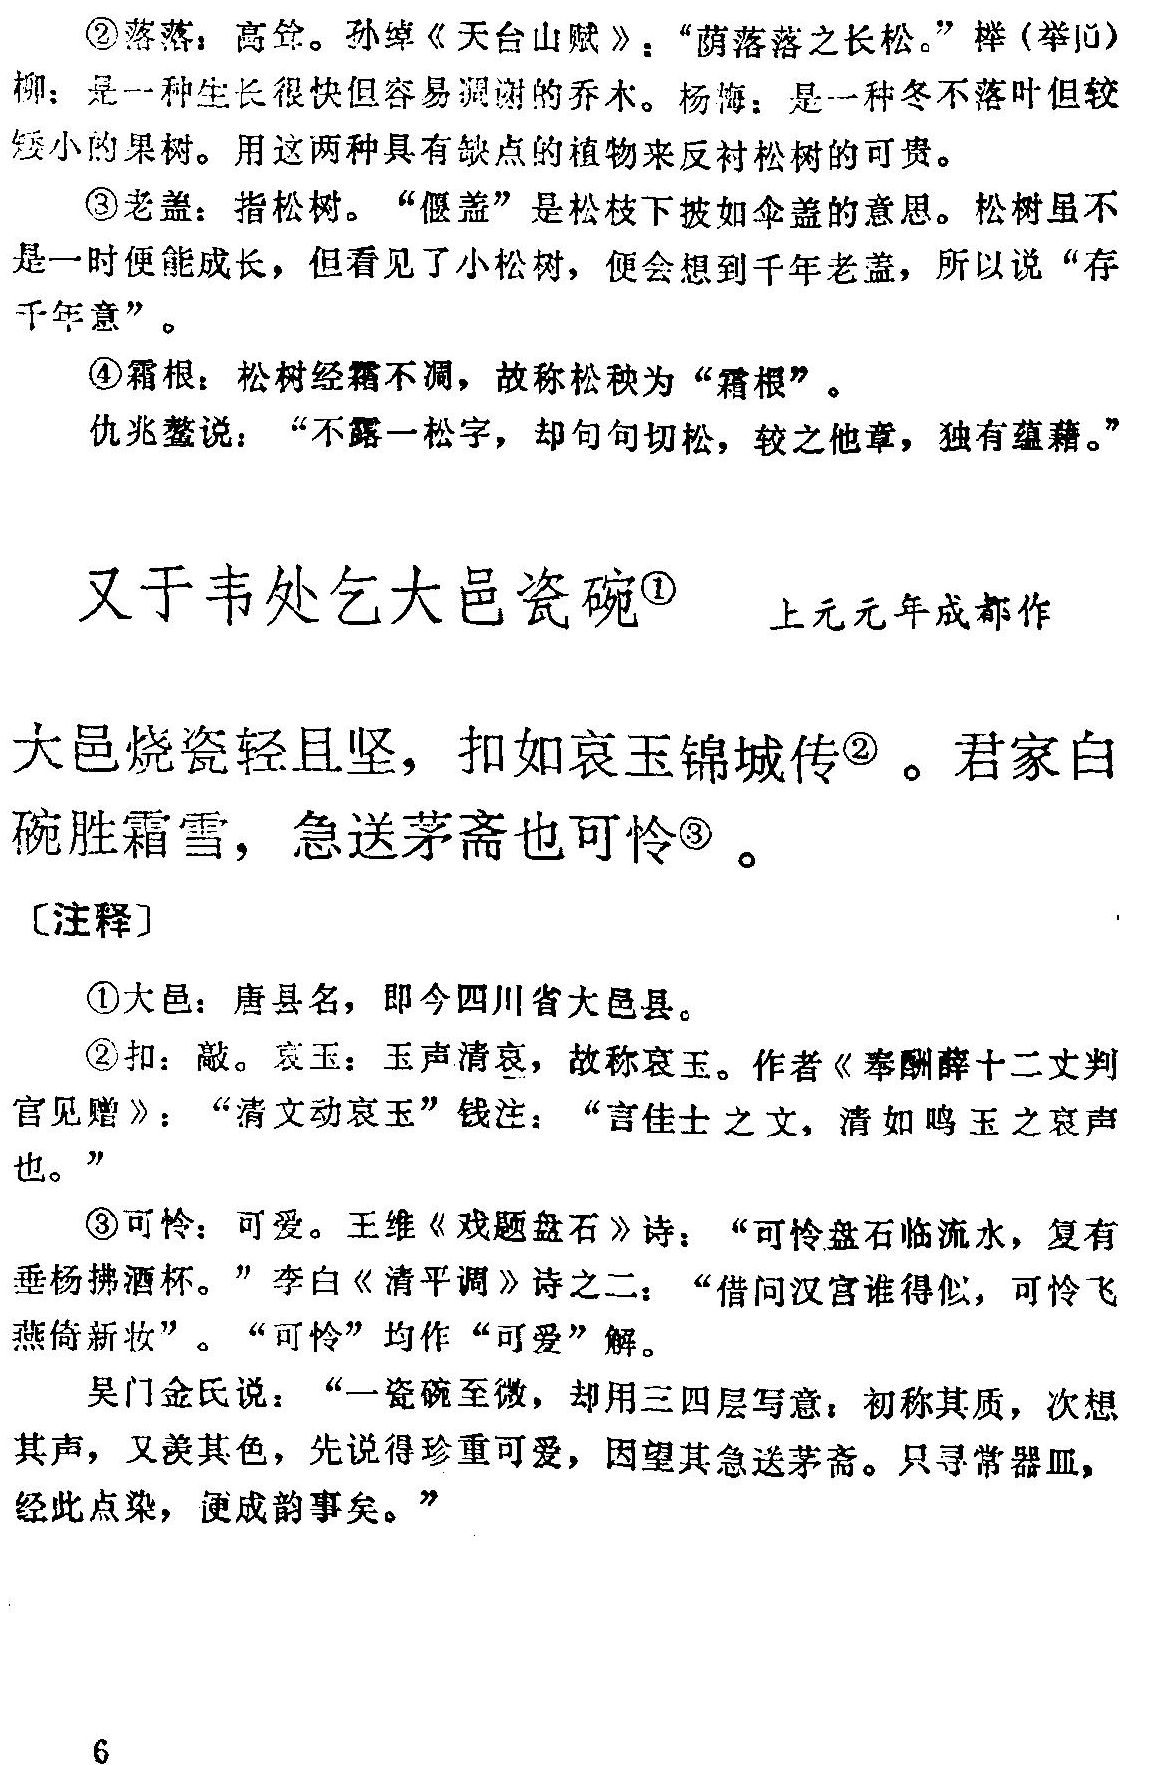 ②落落：高耸。孙绰《天台山赋》：“荫落落之长松。”榉（举lǔ）
柳：是一种生长很快但容易凋谢的乔木。杨梅：是一种冬不落叶但较
矮小的果树。用这两种具有缺点的植物来反衬松树的可贵。
③老盖：指松树。“偃盖”是松枝下披如伞盖的意思。松树虽不
是一时便能成长，但看见了小松树，便会想到千年老盖，所以说“存
千年意”。
④霜根：松树经霜不凋，故称松秧为“霜根”。
仇兆鳌说：“不露一松字，却句句切松，较之他章，独有蕴藉。”
又于韦处乞大邑瓷碗① 上元元年成都作
大邑烧瓷轻且坚，扣如哀玉锦城传②。君家白
碗胜霜雪，急送茅斋也可怜③。
〔注释〕
①大邑：唐县名，即今四川省大邑县。
②扣：敲。哀玉：玉声清哀，故称哀玉。作者《奉酬薛十二丈判
官见赠》：“清文动哀玉”钱注：“言佳士之文，清如鸣玉之哀声
也。”
③可怜：可爱。王维《戏题盘石》诗：“可怜盘石临流水，复有
垂杨拂酒杯。”李白《清平调》诗之二：“借问汉宫谁得似，可怜飞
燕倚新妆”。“可怜”均作“可爱”解。
吴门金氏说：“一瓷碗至微，却用三四层写意：初称其质，次想
其声，又羡其色，先说得珍重可爱，因望其急送茅斋。只寻常器皿，
经此点染，便成韵事矣。”
6